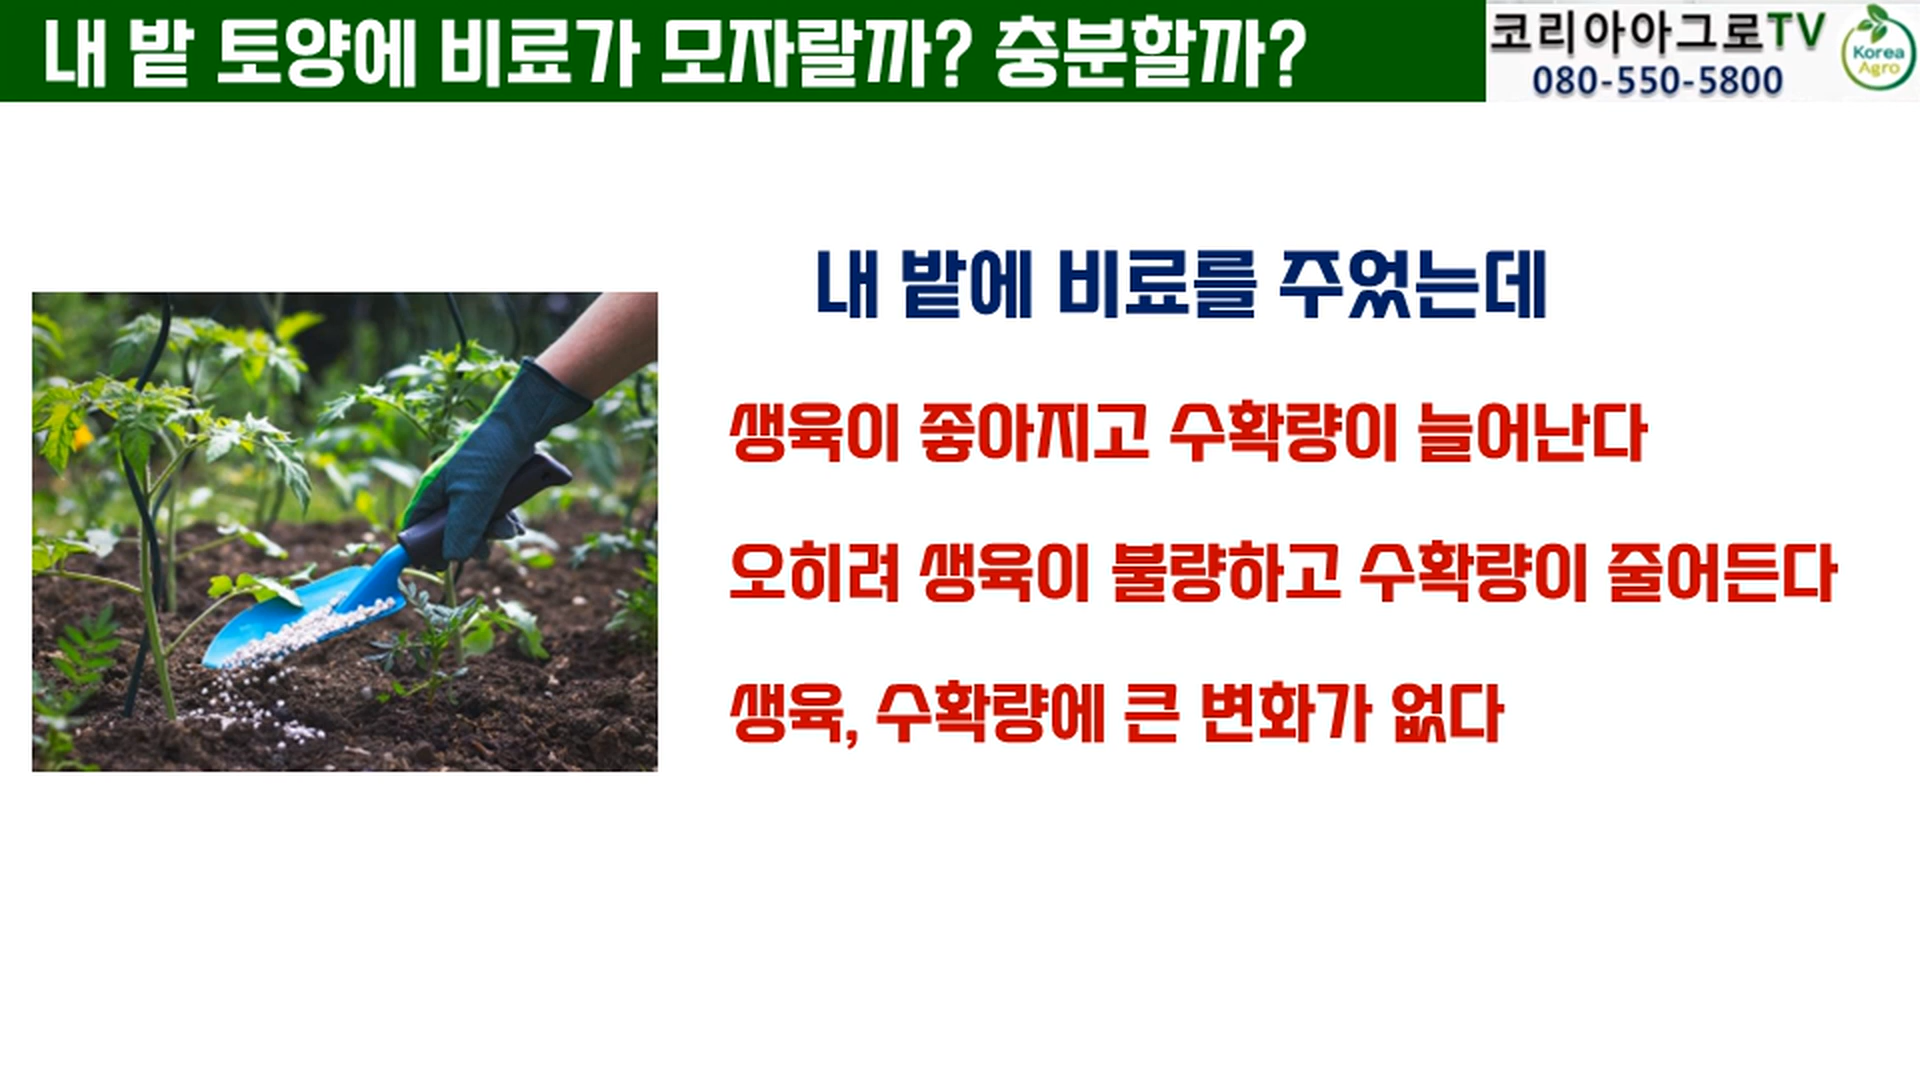 내 밭 토양에 비료가 모자랄까? 충분할까?
코리아아그로TV
080-550-5800
Korea
Agro
내 밭에 비료를 주었는데
생육이 좋아지고 수확량이 늘어난다
오히려 생육이 불량하고 수확량이 줄어든다
생육, 수확량에 큰 변화가 없다